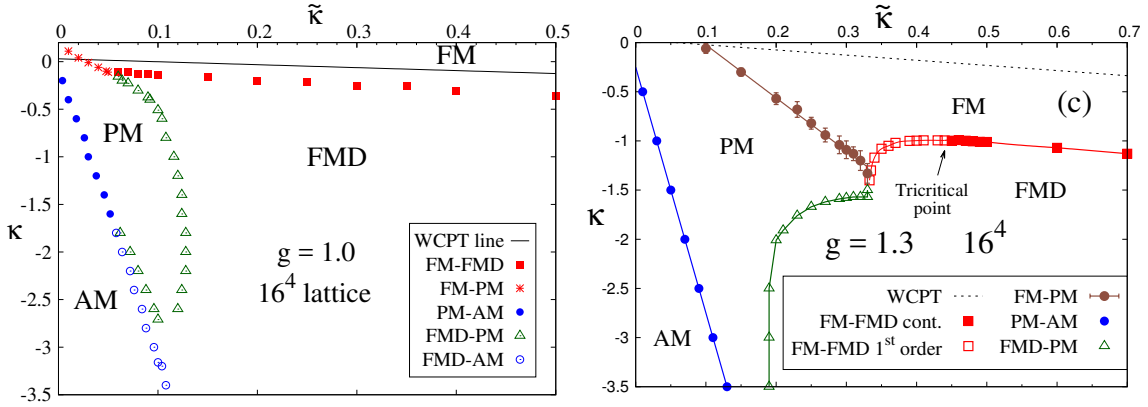 κ̃
0 0.1 0.2 0.3 0.4 0.5
FM
0
-0.5
-1
-1.5
-2
-2.5
-3
-3.5
κ
PM
FMD
AM
g = 1.0
16^4 lattice
WCPT line
FM-FMD
FM-PM
PM-AM
FMD-PM
FMD-AM
κ̃
0 0.1 0.2 0.3 0.4 0.5 0.6 0.7
0
-0.5
-1
-1.5
-2
-2.5
-3
-3.5
κ
FM
(c)
PM
Tricritical
point
FMD
g = 1.3 16^4
AM
WCPT
FM-FMD cont.
FM-FMD 1^st order
FM-PM
PM-AM
FMD-PM